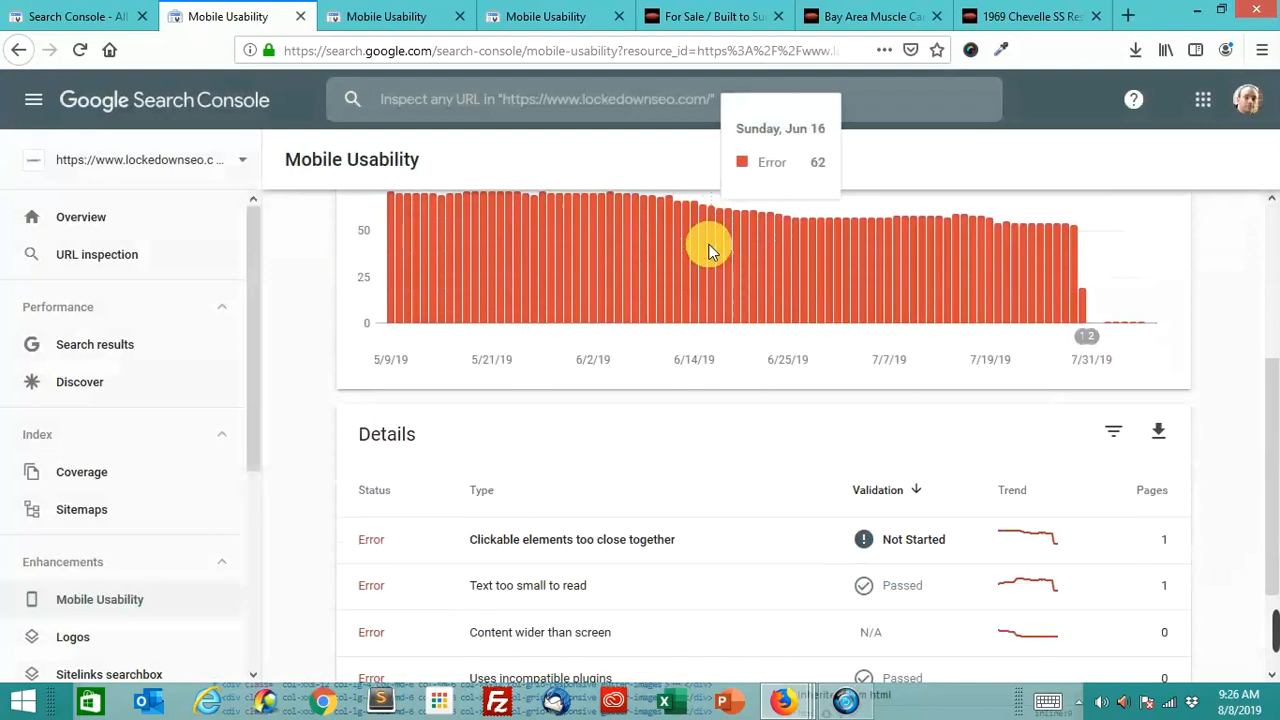 Search Console - All
Mobile Usability
Mobile Usability
Mobile Usability
For Sale / Built to Su
Bay Area Muscle Ca
1969 Chevelle SS Res
https://search.google.com/search-console/mobile-usability?resource_id=https%3A%2F%2Fwww.lo
Google Search Console
Inspect any URL in "https://www.lockedownseo.com/"
Sunday, Jun 16
Error 62
https://www.lockedownseo.c ...
Mobile Usability
Overview
URL inspection
Performance
Search results
Discover
Index
Coverage
Sitemaps
Enhancements
Mobile Usability
Logos
Sitelinks searchbox
50
25
0
1 2
5/9/19 5/21/19 6/2/19 6/14/19 6/25/19 7/7/19 7/19/19 7/31/19
Details
Status Type Validation Trend Pages
Error Clickable elements too close together Not Started 1
Error Text too small to read Passed 1
Error Content wider than screen N/A 0
Error Uses incompatible plugins Passed 0
9:26 AM
8/8/2019